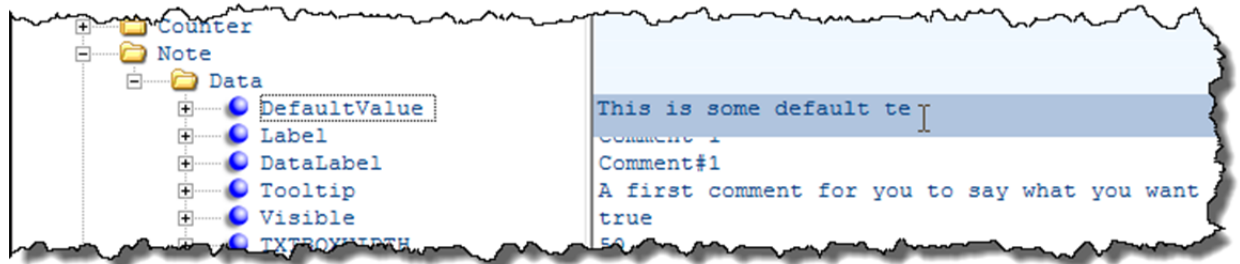 Counter
Note
Data
DefaultValue This is some default te
Label Comment 1
DataLabel Comment#1
Tooltip A first comment for you to say what you want
Visible true
TXTBOXWIDTH 50